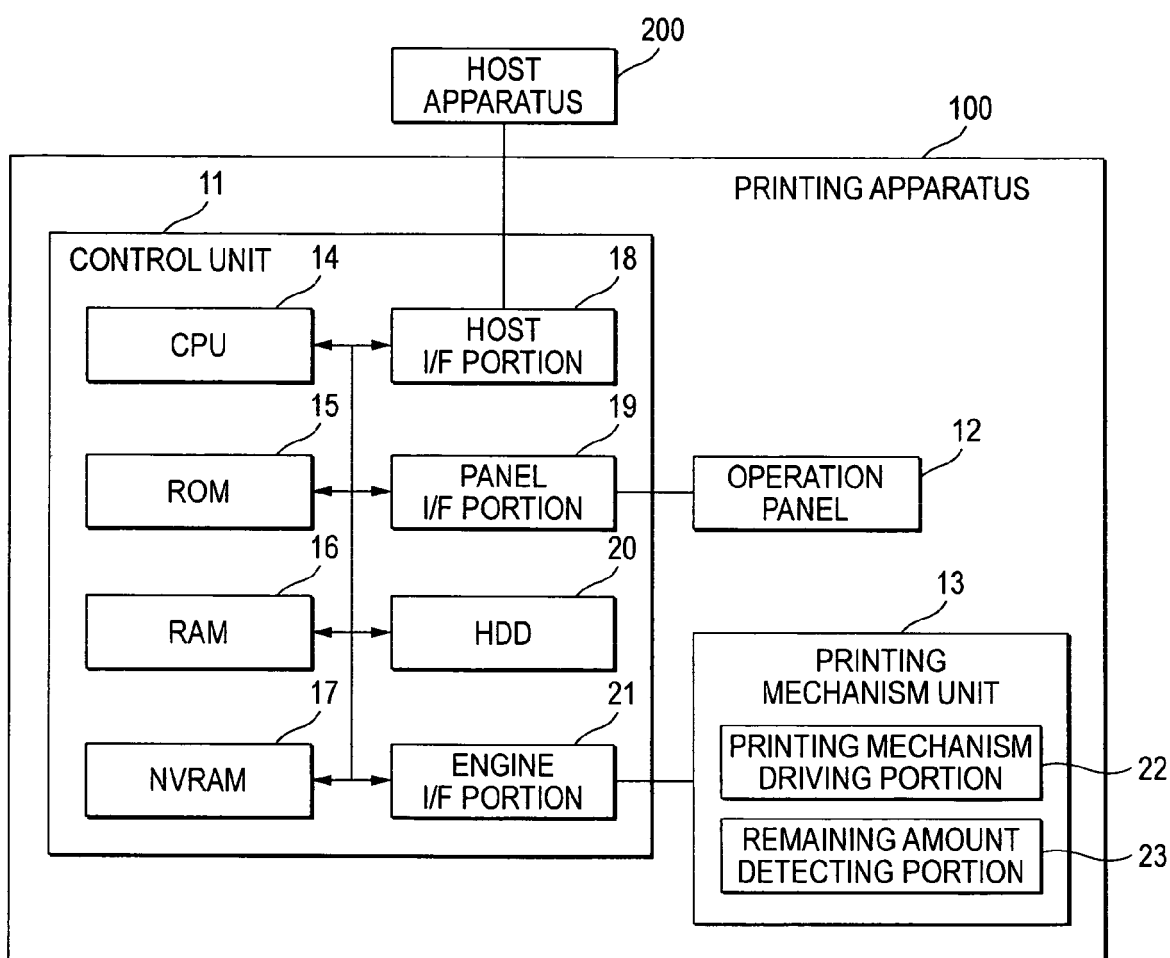 200
HOST
APPARATUS
100
PRINTING APPARATUS
11
CONTROL UNIT
14
CPU
18
HOST
I/F PORTION
15
ROM
19
PANEL
I/F PORTION
12
OPERATION
PANEL
16
RAM
20
HDD
13
PRINTING
MECHANISM UNIT
17
NVRAM
21
ENGINE
I/F PORTION
PRINTING MECHANISM
DRIVING PORTION
22
REMAINING AMOUNT
DETECTING PORTION
23